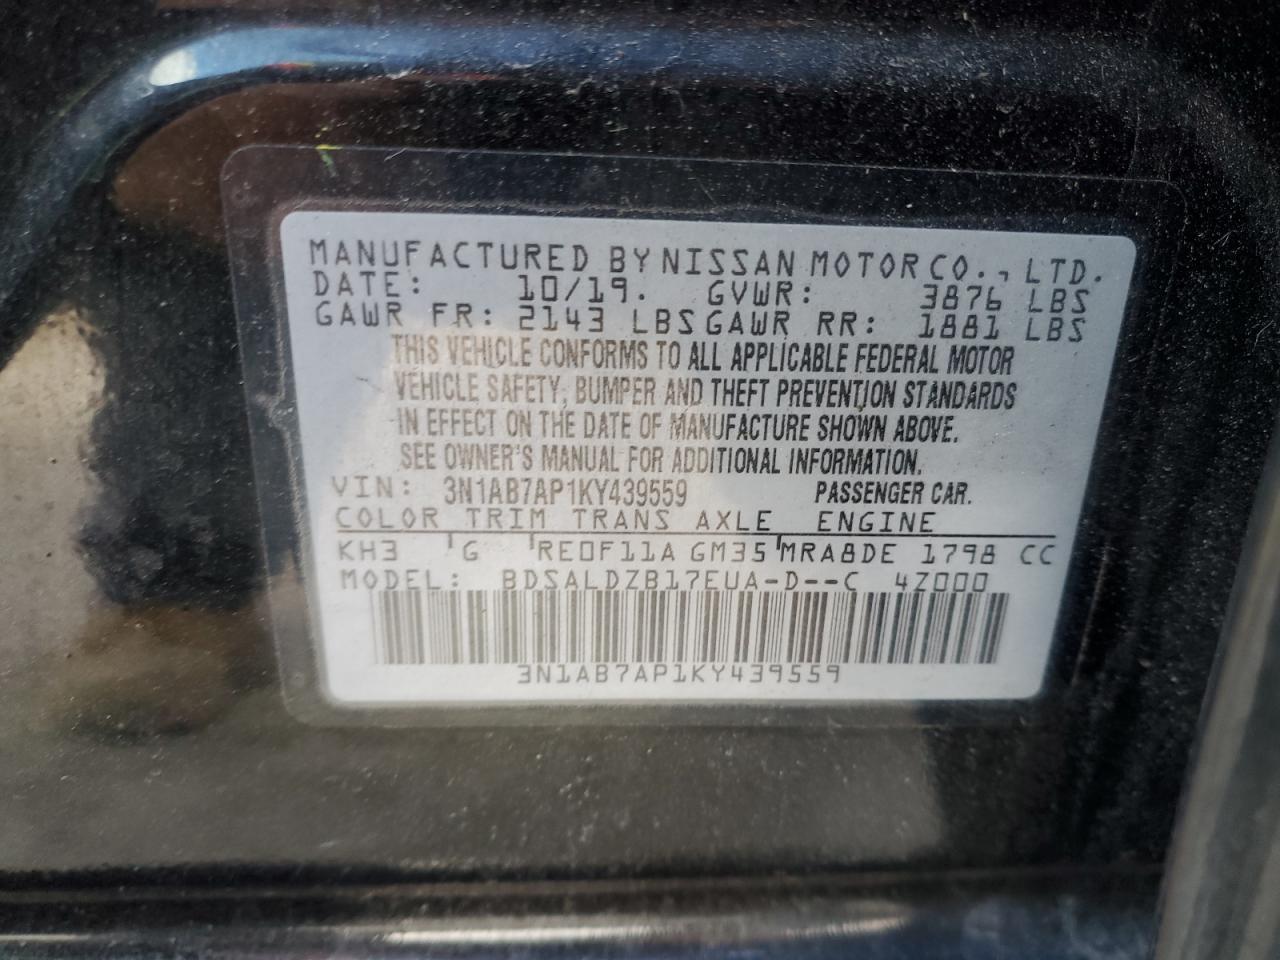 MANUFACTURED BY NISSAN MOTOR CO., LTD.
DATE: 10/19. GVWR: 3876 LBS
GAWR FR: 2143 LBS GAWR RR: 1881 LBS
THIS VEHICLE CONFORMS TO ALL APPLICABLE FEDERAL MOTOR
VEHICLE SAFETY, BUMPER AND THEFT PREVENTION STANDARDS
IN EFFECT ON THE DATE OF MANUFACTURE SHOWN ABOVE.
SEE OWNER'S MANUAL FOR ADDITIONAL INFORMATION.
VIN: 3N1AB7AP1KY439559 PASSENGER CAR.
COLOR TRIM TRANS AXLE ENGINE
KH3 G RE0F11A GM35 MRA8DE 1798 CC
MODEL: BDSALDZB17EUA-D--C 4Z000
3N1AB7AP1KY439559